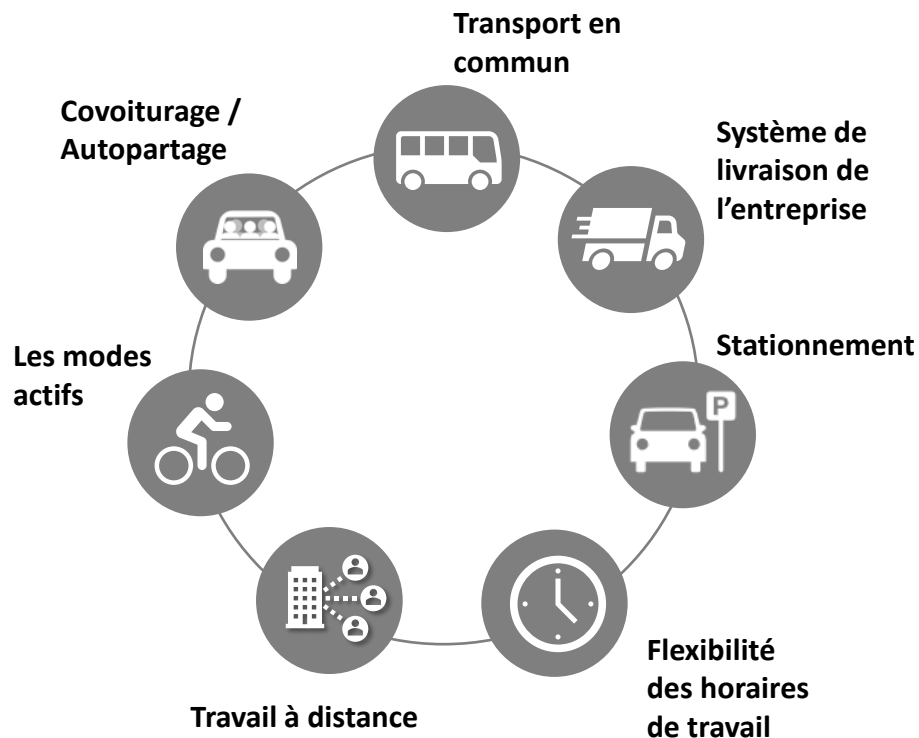 Transport en
commun
Covoiturage /
Autopartage
Système de
livraison de
l’entreprise
Les modes
actifs
Stationnement
P
Travail à distance
Flexibilité
des horaires
de travail